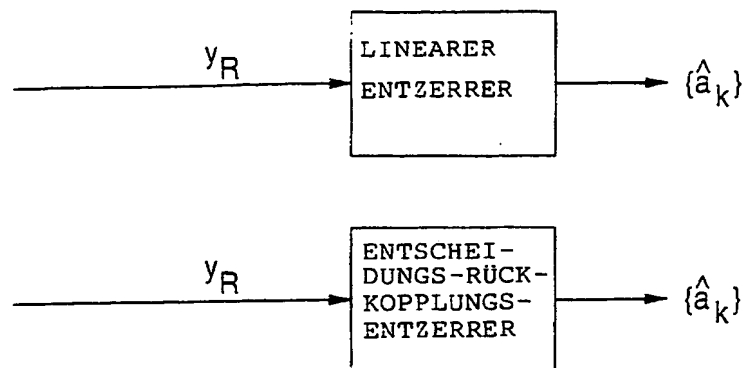 y_R
LINEARER
ENTZERRER
{â_k}
y_R
ENTSCHEI-
DUNGS-RÜCK-
KOPPLUNGS-
ENTZERRER
{â_k}